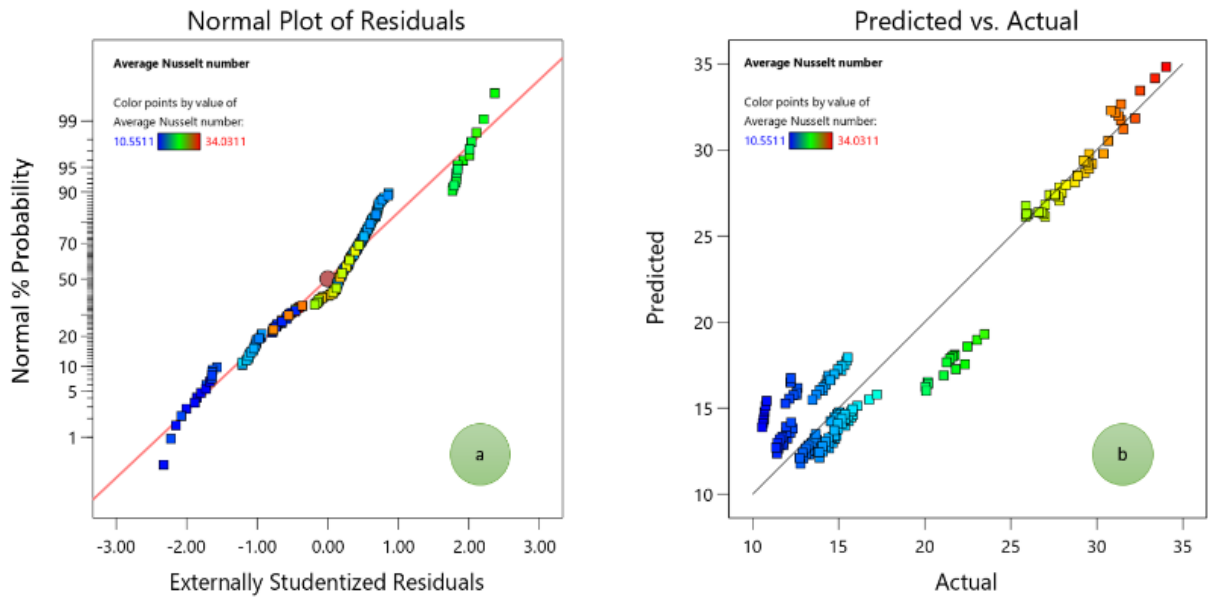 Normal Plot of Residuals
Average Nusselt number
Color points by value of
Average Nusselt number:
10.5511 34.0311
Normal % Probability
99
95
90
70
50
20
10
5
1
a
-3.00 -2.00 -1.00 0.00 1.00 2.00 3.00
Externally Studentized Residuals
Predicted vs. Actual
Average Nusselt number
Color points by value of
Average Nusselt number:
10.5511 34.0311
Predicted
35
30
25
20
15
10
b
10 15 20 25 30 35
Actual